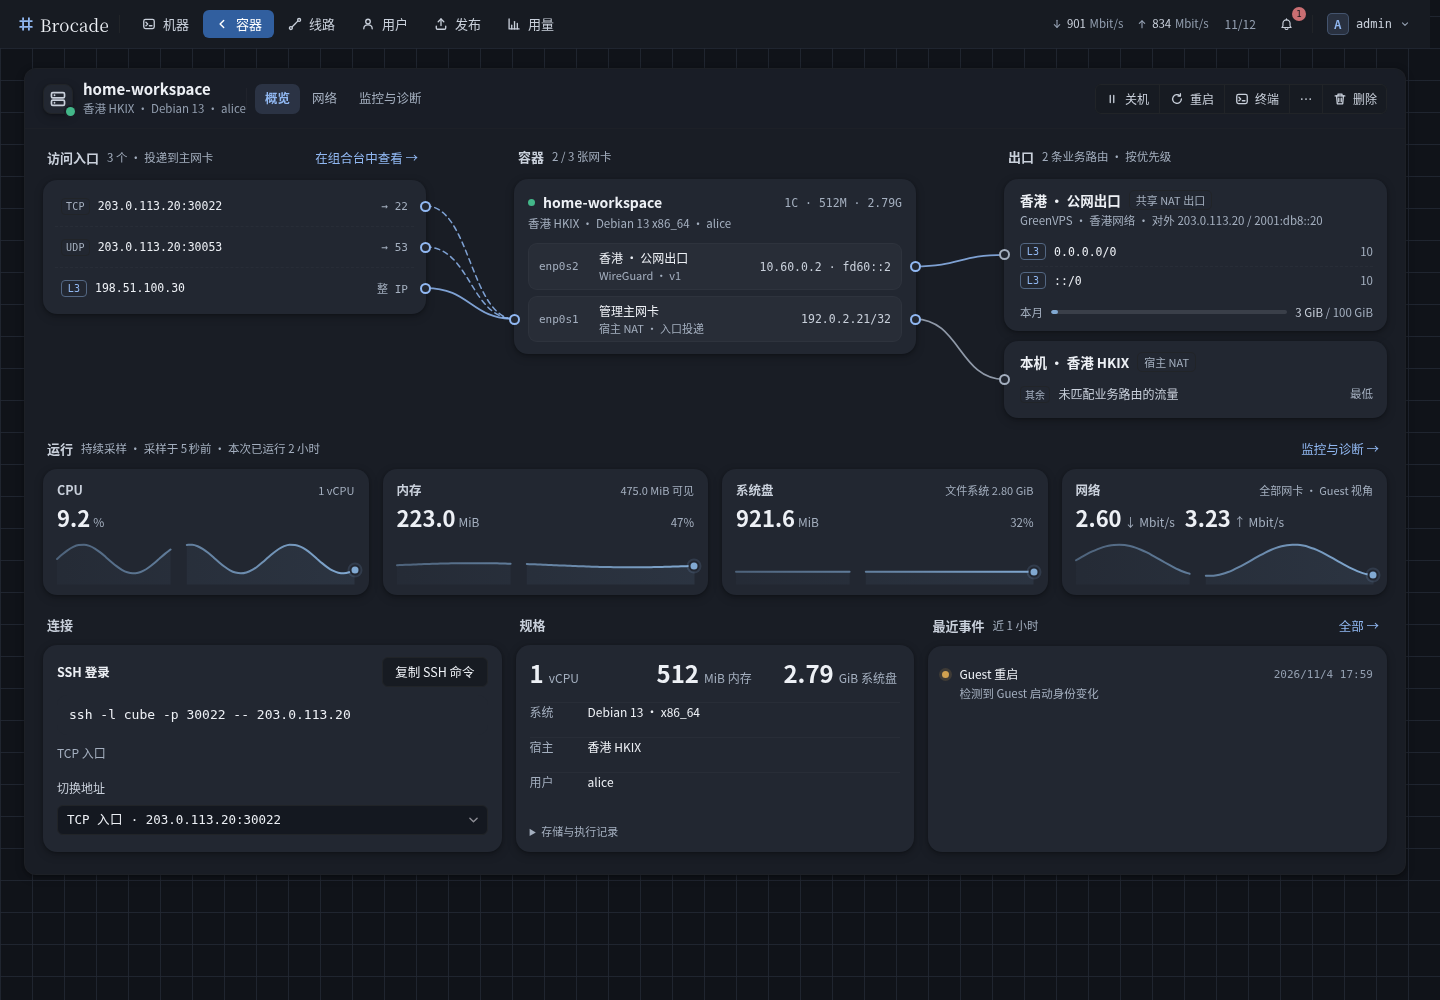 Brocade 机器 容器 线路 用户 发布 用量 ↓ 901 Mbit/s ↑ 834 Mbit/s 11/12 1 A admin
home-workspace
香港 HKIX · Debian 13 · alice
概览 网络 监控与诊断
关机 重启 终端 ··· 删除
访问入口 3 个 · 投递到主网卡 在组合台中查看 →
TCP 203.0.113.20:30022 → 22
UDP 203.0.113.20:30053 → 53
L3 198.51.100.30 整 IP
容器 2 / 3 张网卡
home-workspace 1C · 512M · 2.79G
香港 HKIX · Debian 13 x86_64 · alice
enp0s2 香港 · 公网出口 10.60.0.2 · fd60::2
WireGuard · v1
enp0s1 管理主网卡 192.0.2.21/32
宿主 NAT · 入口投递
出口 2 条业务路由 · 按优先级
香港 · 公网出口 共享 NAT 出口
GreenVPS · 香港网络 · 对外 203.0.113.20 / 2001:db8::20
L3 0.0.0.0/0 10
L3 ::/0 10
本月 3 GiB / 100 GiB
本机 · 香港 HKIX 宿主 NAT
其余 未匹配业务路由的流量 最低
运行 持续采样 · 采样于 5 秒前 · 本次已运行 2 小时 监控与诊断 →
CPU 1 vCPU
9.2 %
内存 475.0 MiB 可见
223.0 MiB 47%
系统盘 文件系统 2.80 GiB
921.6 MiB 32%
网络 全部网卡 · Guest 视角
2.60 ↓ Mbit/s 3.23 ↑ Mbit/s
连接
SSH 登录 复制 SSH 命令
ssh -l cube -p 30022 -- 203.0.113.20
TCP 入口
切换地址
TCP 入口 · 203.0.113.20:30022
规格
1 vCPU 512 MiB 内存 2.79 GiB 系统盘
系统 Debian 13 · x86_64
宿主 香港 HKIX
用户 alice
▶ 存储与执行记录
最近事件 近 1 小时 全部 →
Guest 重启 2026/11/4 17:59
检测到 Guest 启动身份变化